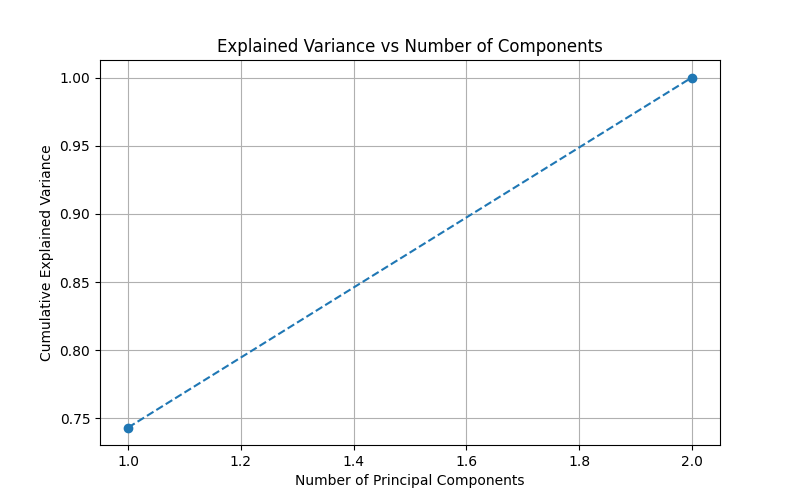 Explained Variance vs Number of Components
Cumulative Explained Variance
1.00
0.95
0.90
0.85
0.80
0.75
1.0 1.2 1.4 1.6 1.8 2.0
Number of Principal Components